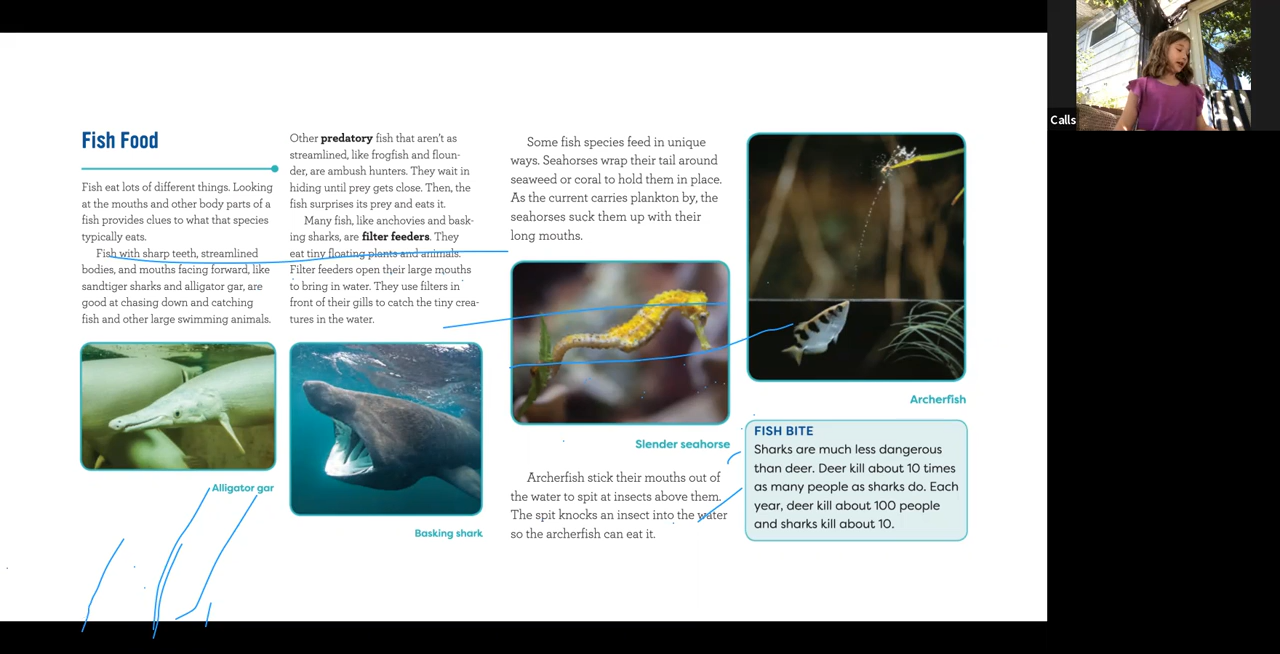 Fish Food
Fish eat lots of different things. Looking
at the mouths and other body parts of a
fish provides clues to what that species
typically eats.
Fish with sharp teeth, streamlined
bodies, and mouths facing forward, like
sandtiger sharks and alligator gar, are
good at chasing down and catching
fish and other large swimming animals.
Alligator gar
Other predatory fish that aren't as
streamlined, like frogfish and floun-
der, are ambush hunters. They wait in
hiding until prey gets close. Then, the
fish surprises its prey and eats it.
Many fish, like anchovies and bask-
ing sharks, are filter feeders. They
eat tiny floating plants and animals.
Filter feeders open their large mouths
to bring in water. They use filters in
front of their gills to catch the tiny crea-
tures in the water.
Basking shark
Some fish species feed in unique
ways. Seahorses wrap their tail around
seaweed or coral to hold them in place.
As the current carries plankton by, the
seahorses suck them up with their
long mouths.
Slender seahorse
Archerfish stick their mouths out of
the water to spit at insects above them.
The spit knocks an insect into the water
so the archerfish can eat it.
Archerfish
FISH BITE
Sharks are much less dangerous
than deer. Deer kill about 10 times
as many people as sharks do. Each
year, deer kill about 100 people
and sharks kill about 10.
Calls